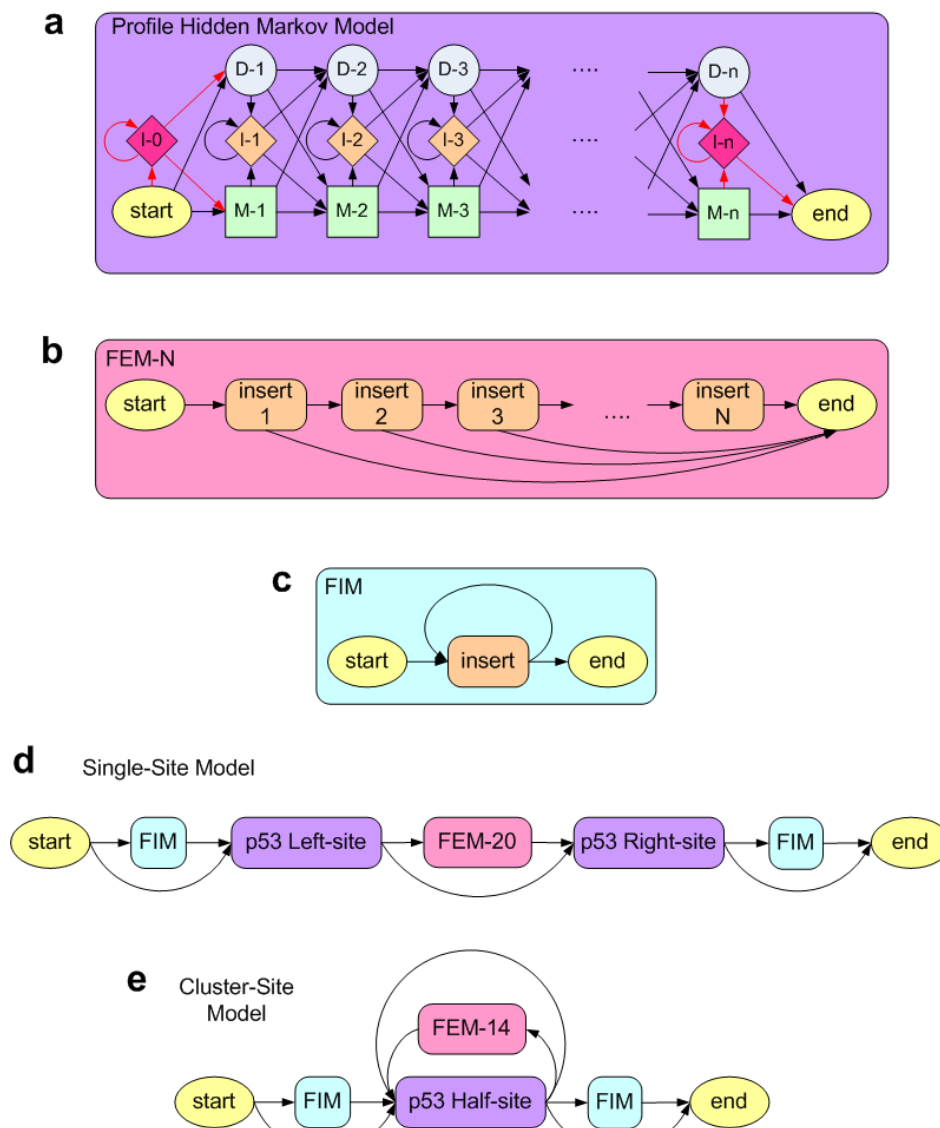 a
Profile Hidden Markov Model
D-1 D-2 D-3 .... D-n
I-0 I-1 I-2 I-3 I-n
start M-1 M-2 M-3 .... M-n end
b
FEM-N
start insert 1 insert 2 insert 3 .... insert N end
c
FIM
start insert end
d
Single-Site Model
start FIM p53 Left-site FEM-20 p53 Right-site FIM end
e
Cluster-Site
Model
FEM-14
start FIM p53 Half-site FIM end